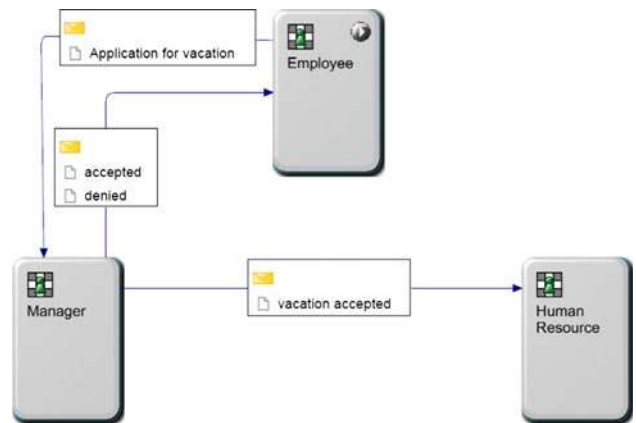 Application for vacation
Employee
accepted
denied
Manager
vacation accepted
Human
Resource